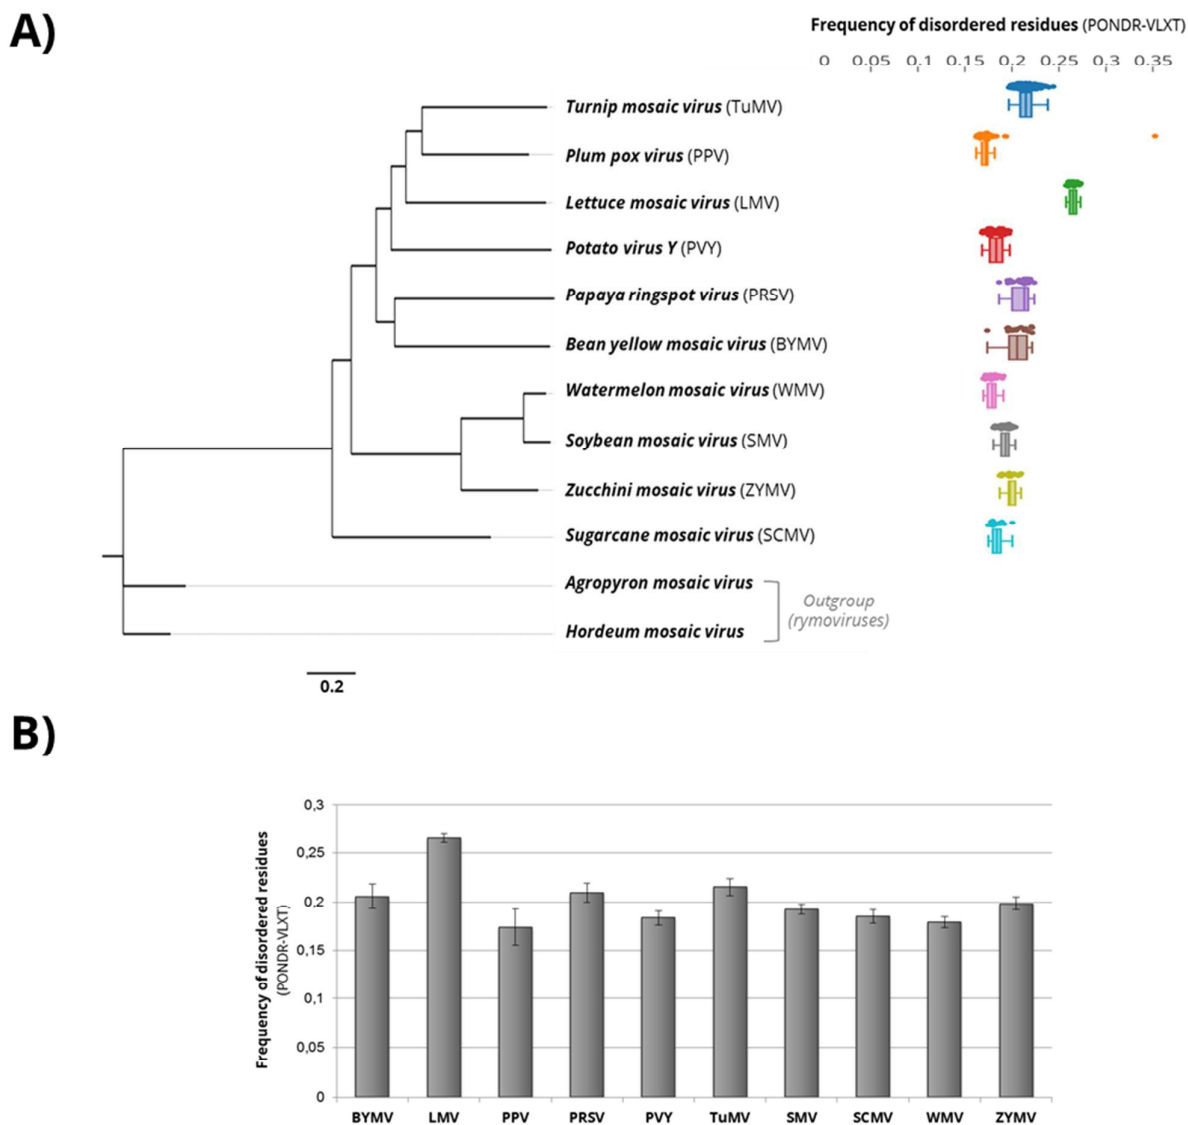 A)
Frequency of disordered residues (PONDR-VLXT)
0 0.05 0.1 0.15 0.2 0.25 0.3 0.35
Turnip mosaic virus (TuMV)
Plum pox virus (PPV)
Lettuce mosaic virus (LMV)
Potato virus Y (PVY)
Papaya ringspot virus (PRSV)
Bean yellow mosaic virus (BYMV)
Watermelon mosaic virus (WMV)
Soybean mosaic virus (SMV)
Zucchini mosaic virus (ZYMV)
Sugarcane mosaic virus (SCMV)
Agropyron mosaic virus
Outgroup
(rymoviruses)
Hordeum mosaic virus
0.2
B)
Frequency of disordered residues
(PONDR-VLXT)
0,3
0,25
0,2
0,15
0,1
0,05
0
BYMV LMV PPV PRSV PVY TuMV SMV SCMV WMV ZYMV